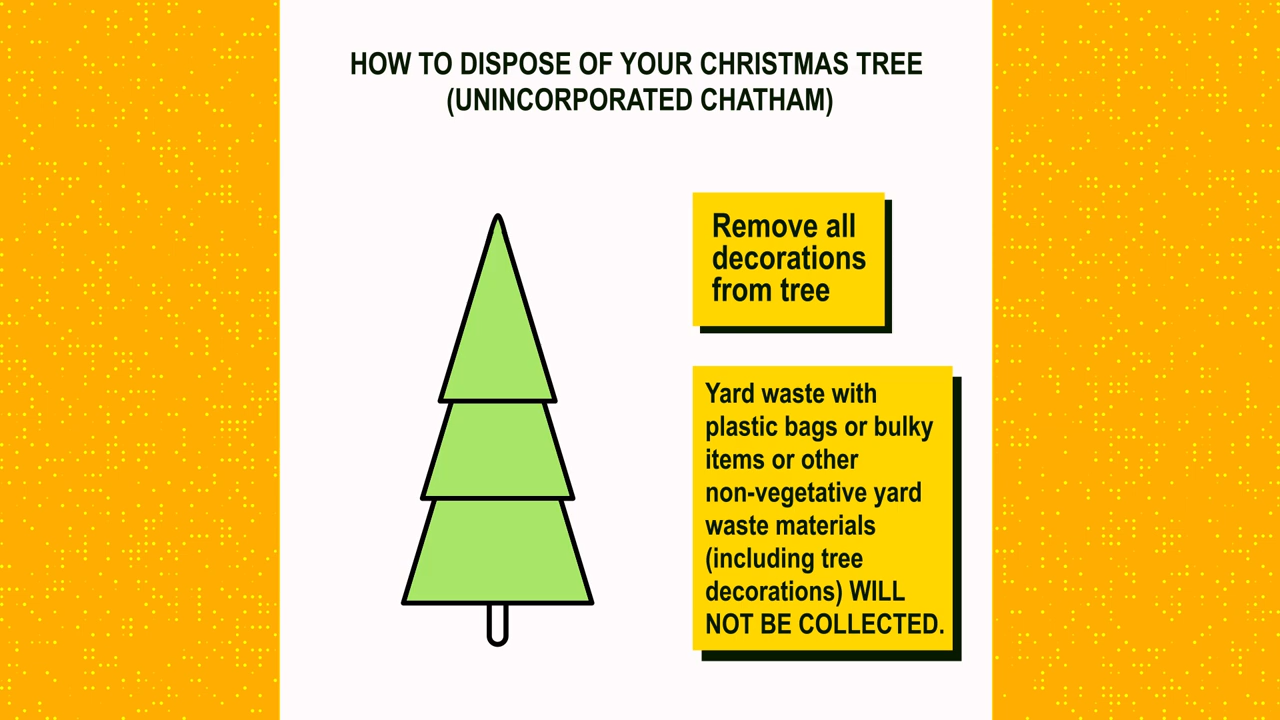 HOW TO DISPOSE OF YOUR CHRISTMAS TREE
(UNINCORPORATED CHATHAM)
Remove all
decorations
from tree
Yard waste with
plastic bags or bulky
items or other
non-vegetative yard
waste materials
(including tree
decorations) WILL
NOT BE COLLECTED.